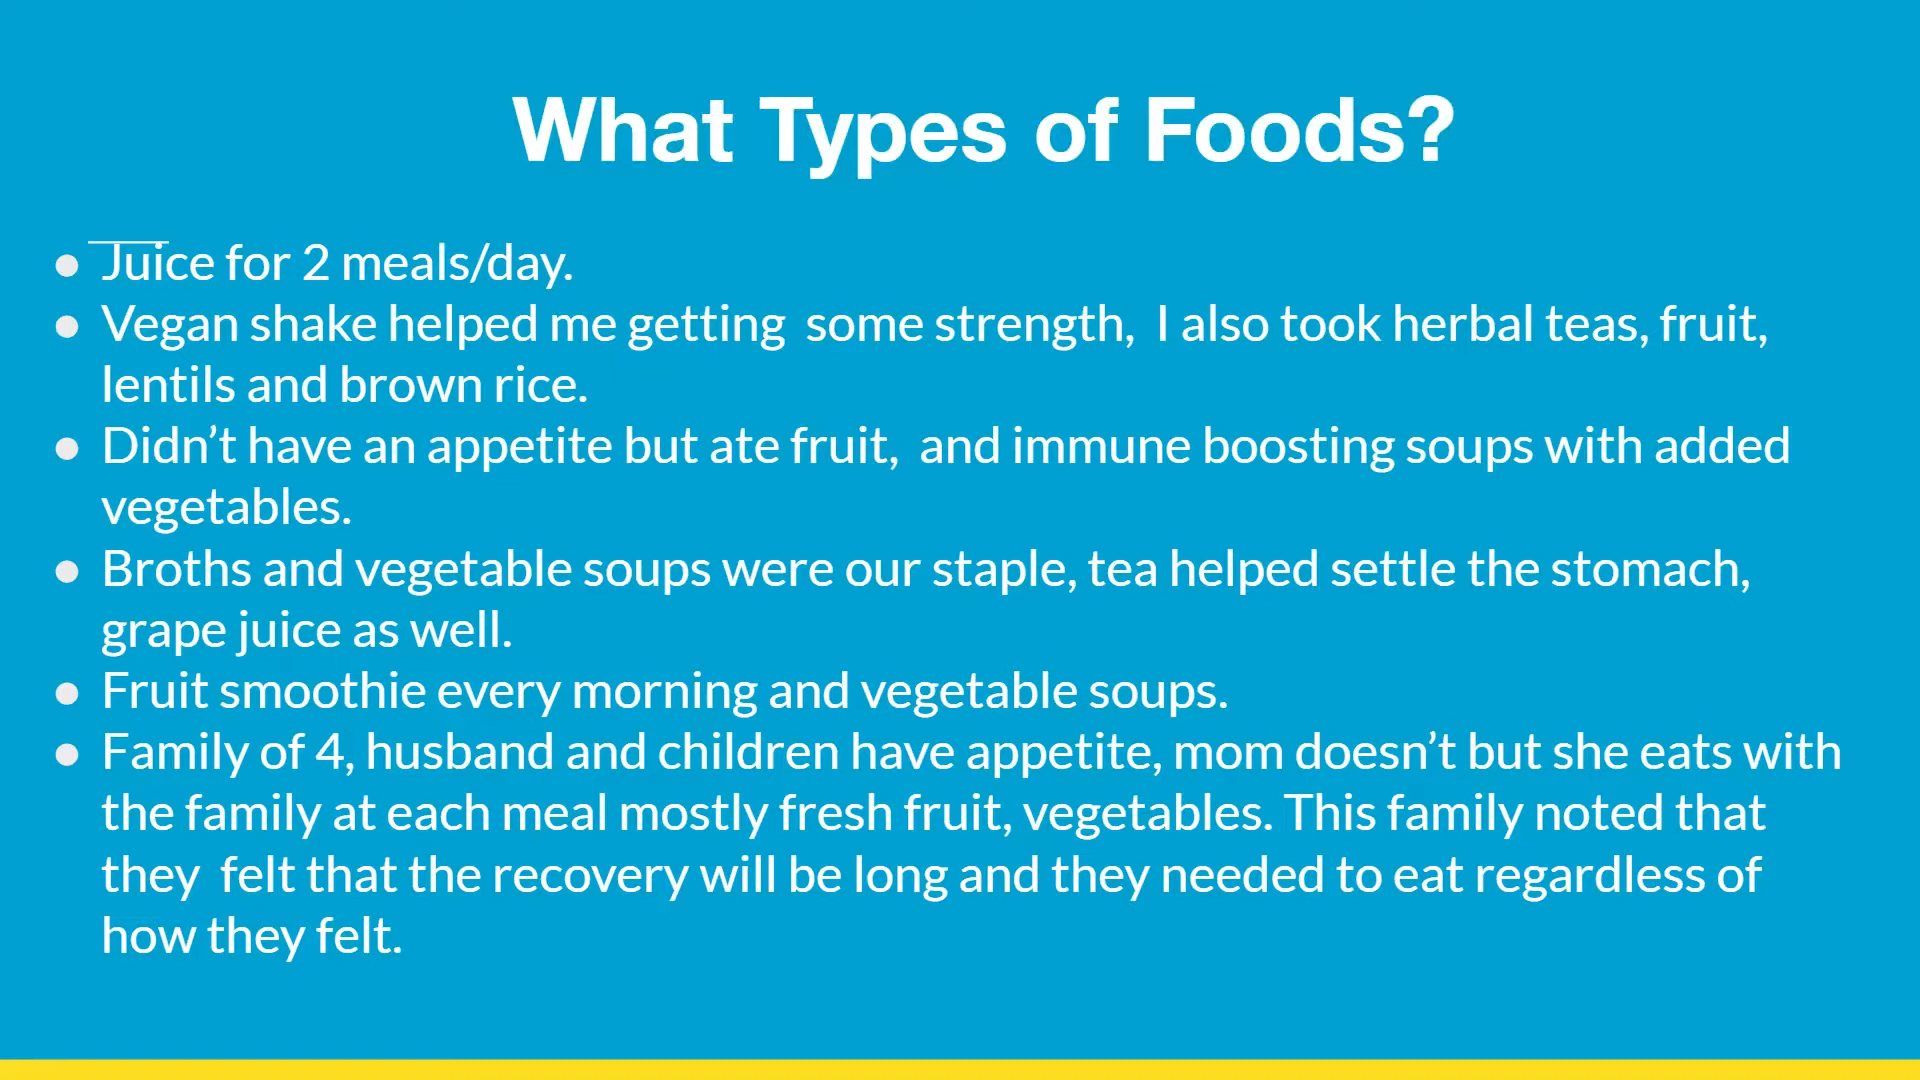 What Types of Foods?
● Juice for 2 meals/day.
● Vegan shake helped me getting  some strength,  I also took herbal teas, fruit,
lentils and brown rice.
● Didn’t have an appetite but ate fruit,  and immune boosting soups with added
vegetables.
● Broths and vegetable soups were our staple, tea helped settle the stomach,
grape juice as well.
● Fruit smoothie every morning and vegetable soups.
● Family of 4, husband and children have appetite, mom doesn’t but she eats with
the family at each meal mostly fresh fruit, vegetables. This family noted that
they  felt that the recovery will be long and they needed to eat regardless of
how they felt.